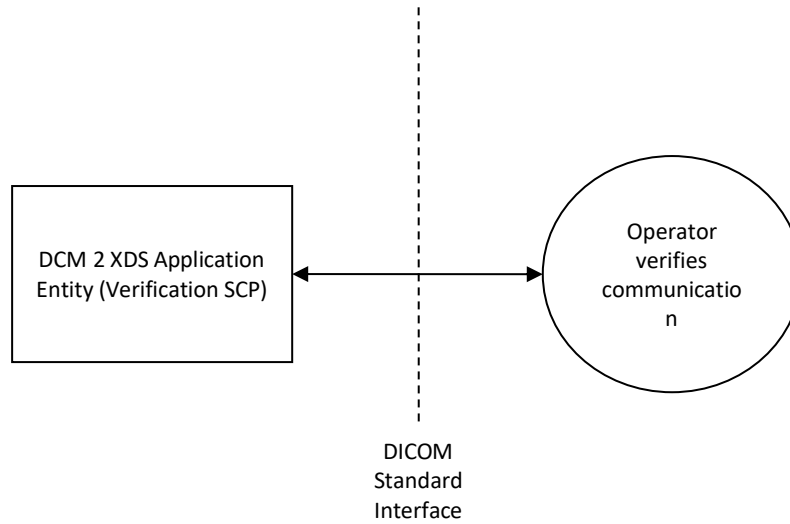 DCM 2 XDS Application
Entity (Verification SCP)
Operator
verifies
communicatio
n
DICOM
Standard
Interface